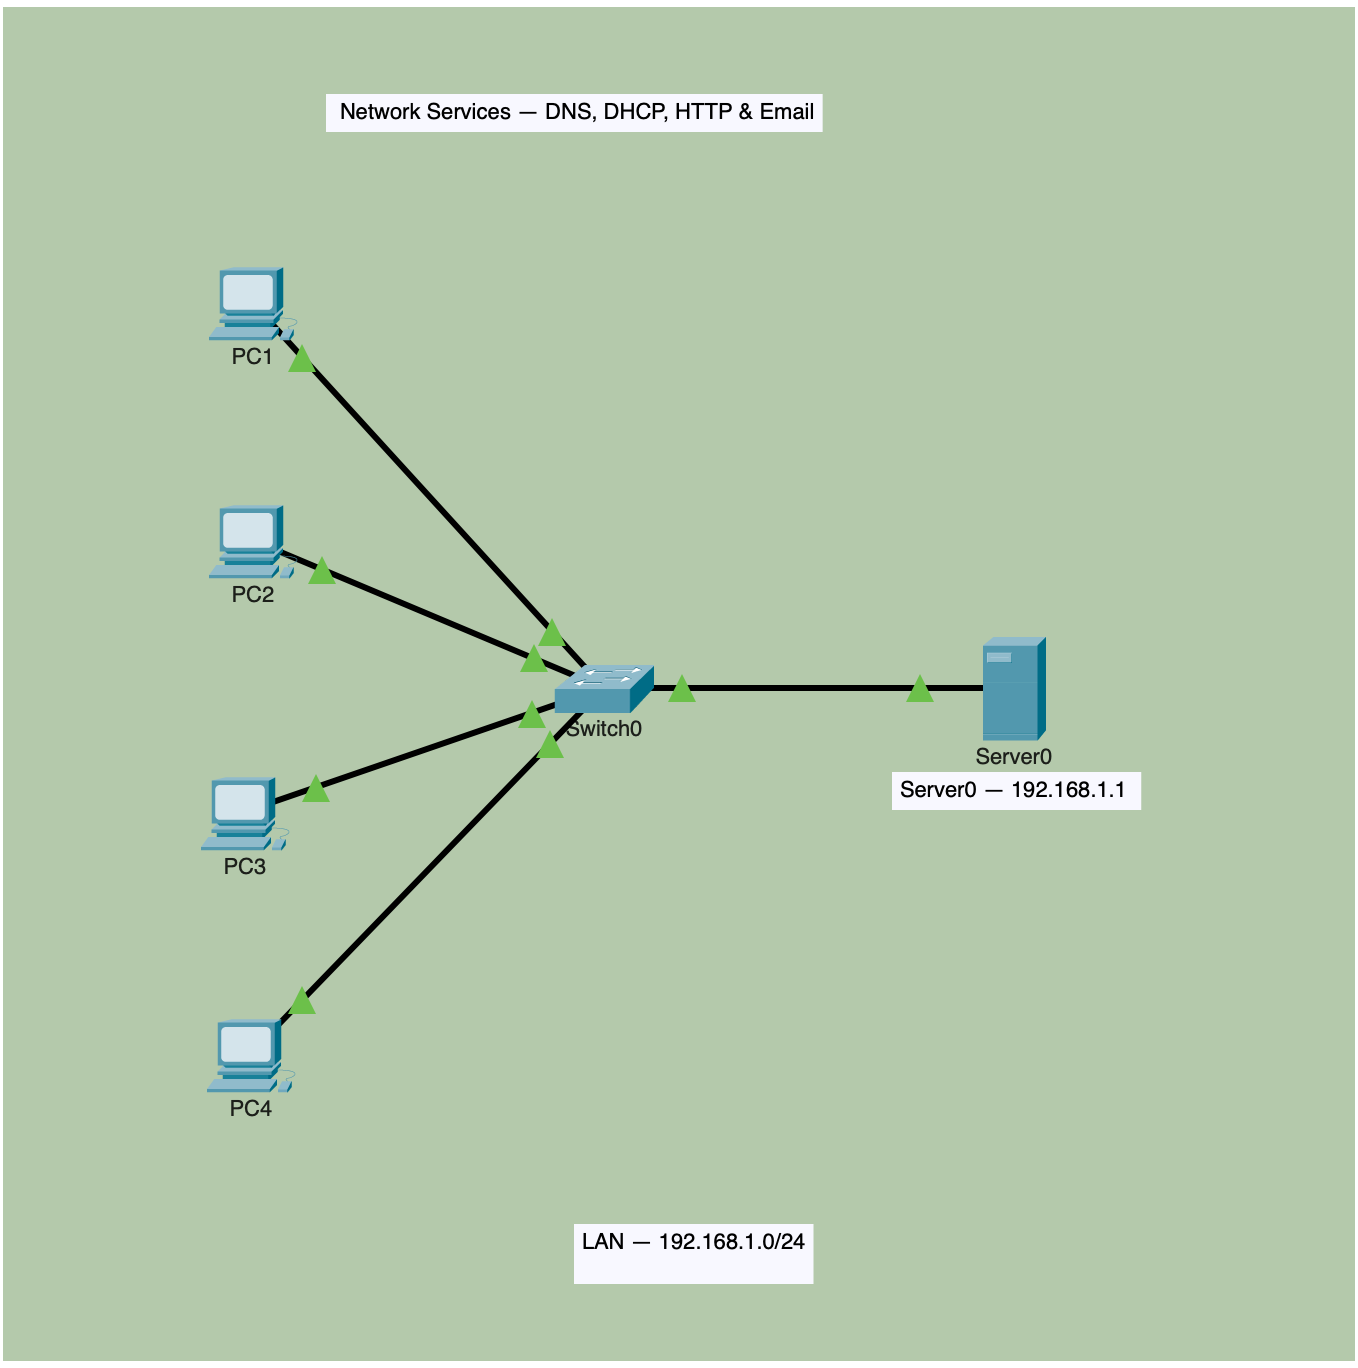 Network Services — DNS, DHCP, HTTP & Email
PC1
PC2
Switch0
Server0
Server0 — 192.168.1.1
PC3
PC4
LAN — 192.168.1.0/24